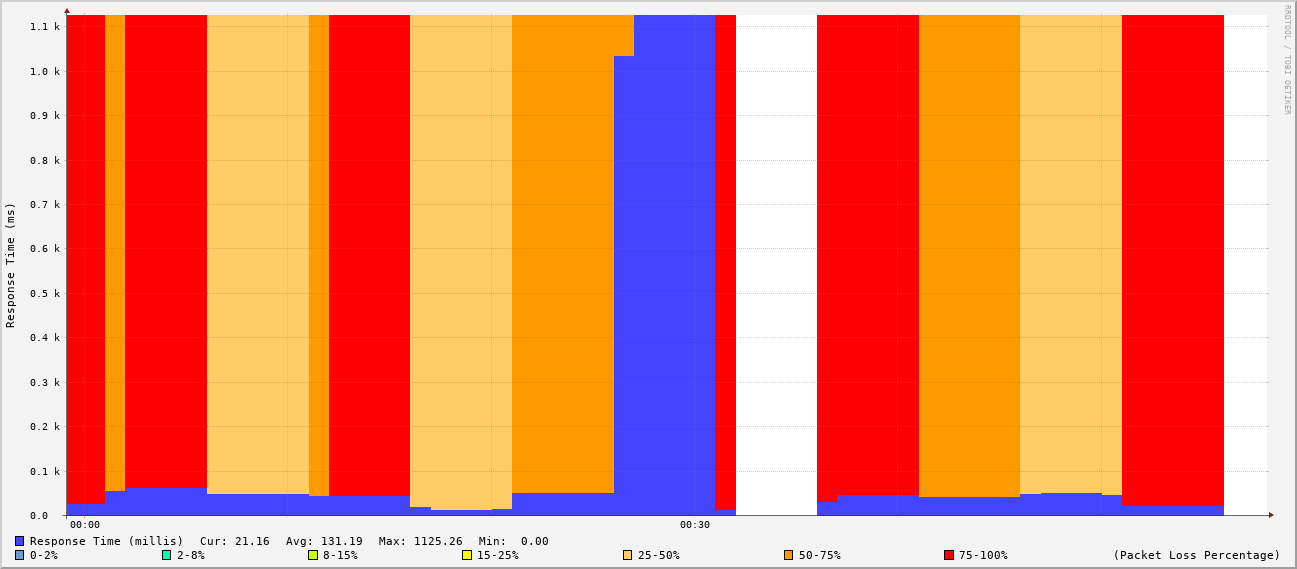 RRDTOOL / TOBI OETIKER
Response Time (ms)
1.1 k
1.0 k
0.9 k
0.8 k
0.7 k
0.6 k
0.5 k
0.4 k
0.3 k
0.2 k
0.1 k
0.0
00:00 00:30
Response Time (millis) Cur: 21.16 Avg: 131.19 Max: 1125.26 Min: 0.00
0-2% 2-8% 8-15% 15-25% 25-50% 50-75% 75-100% (Packet Loss Percentage)